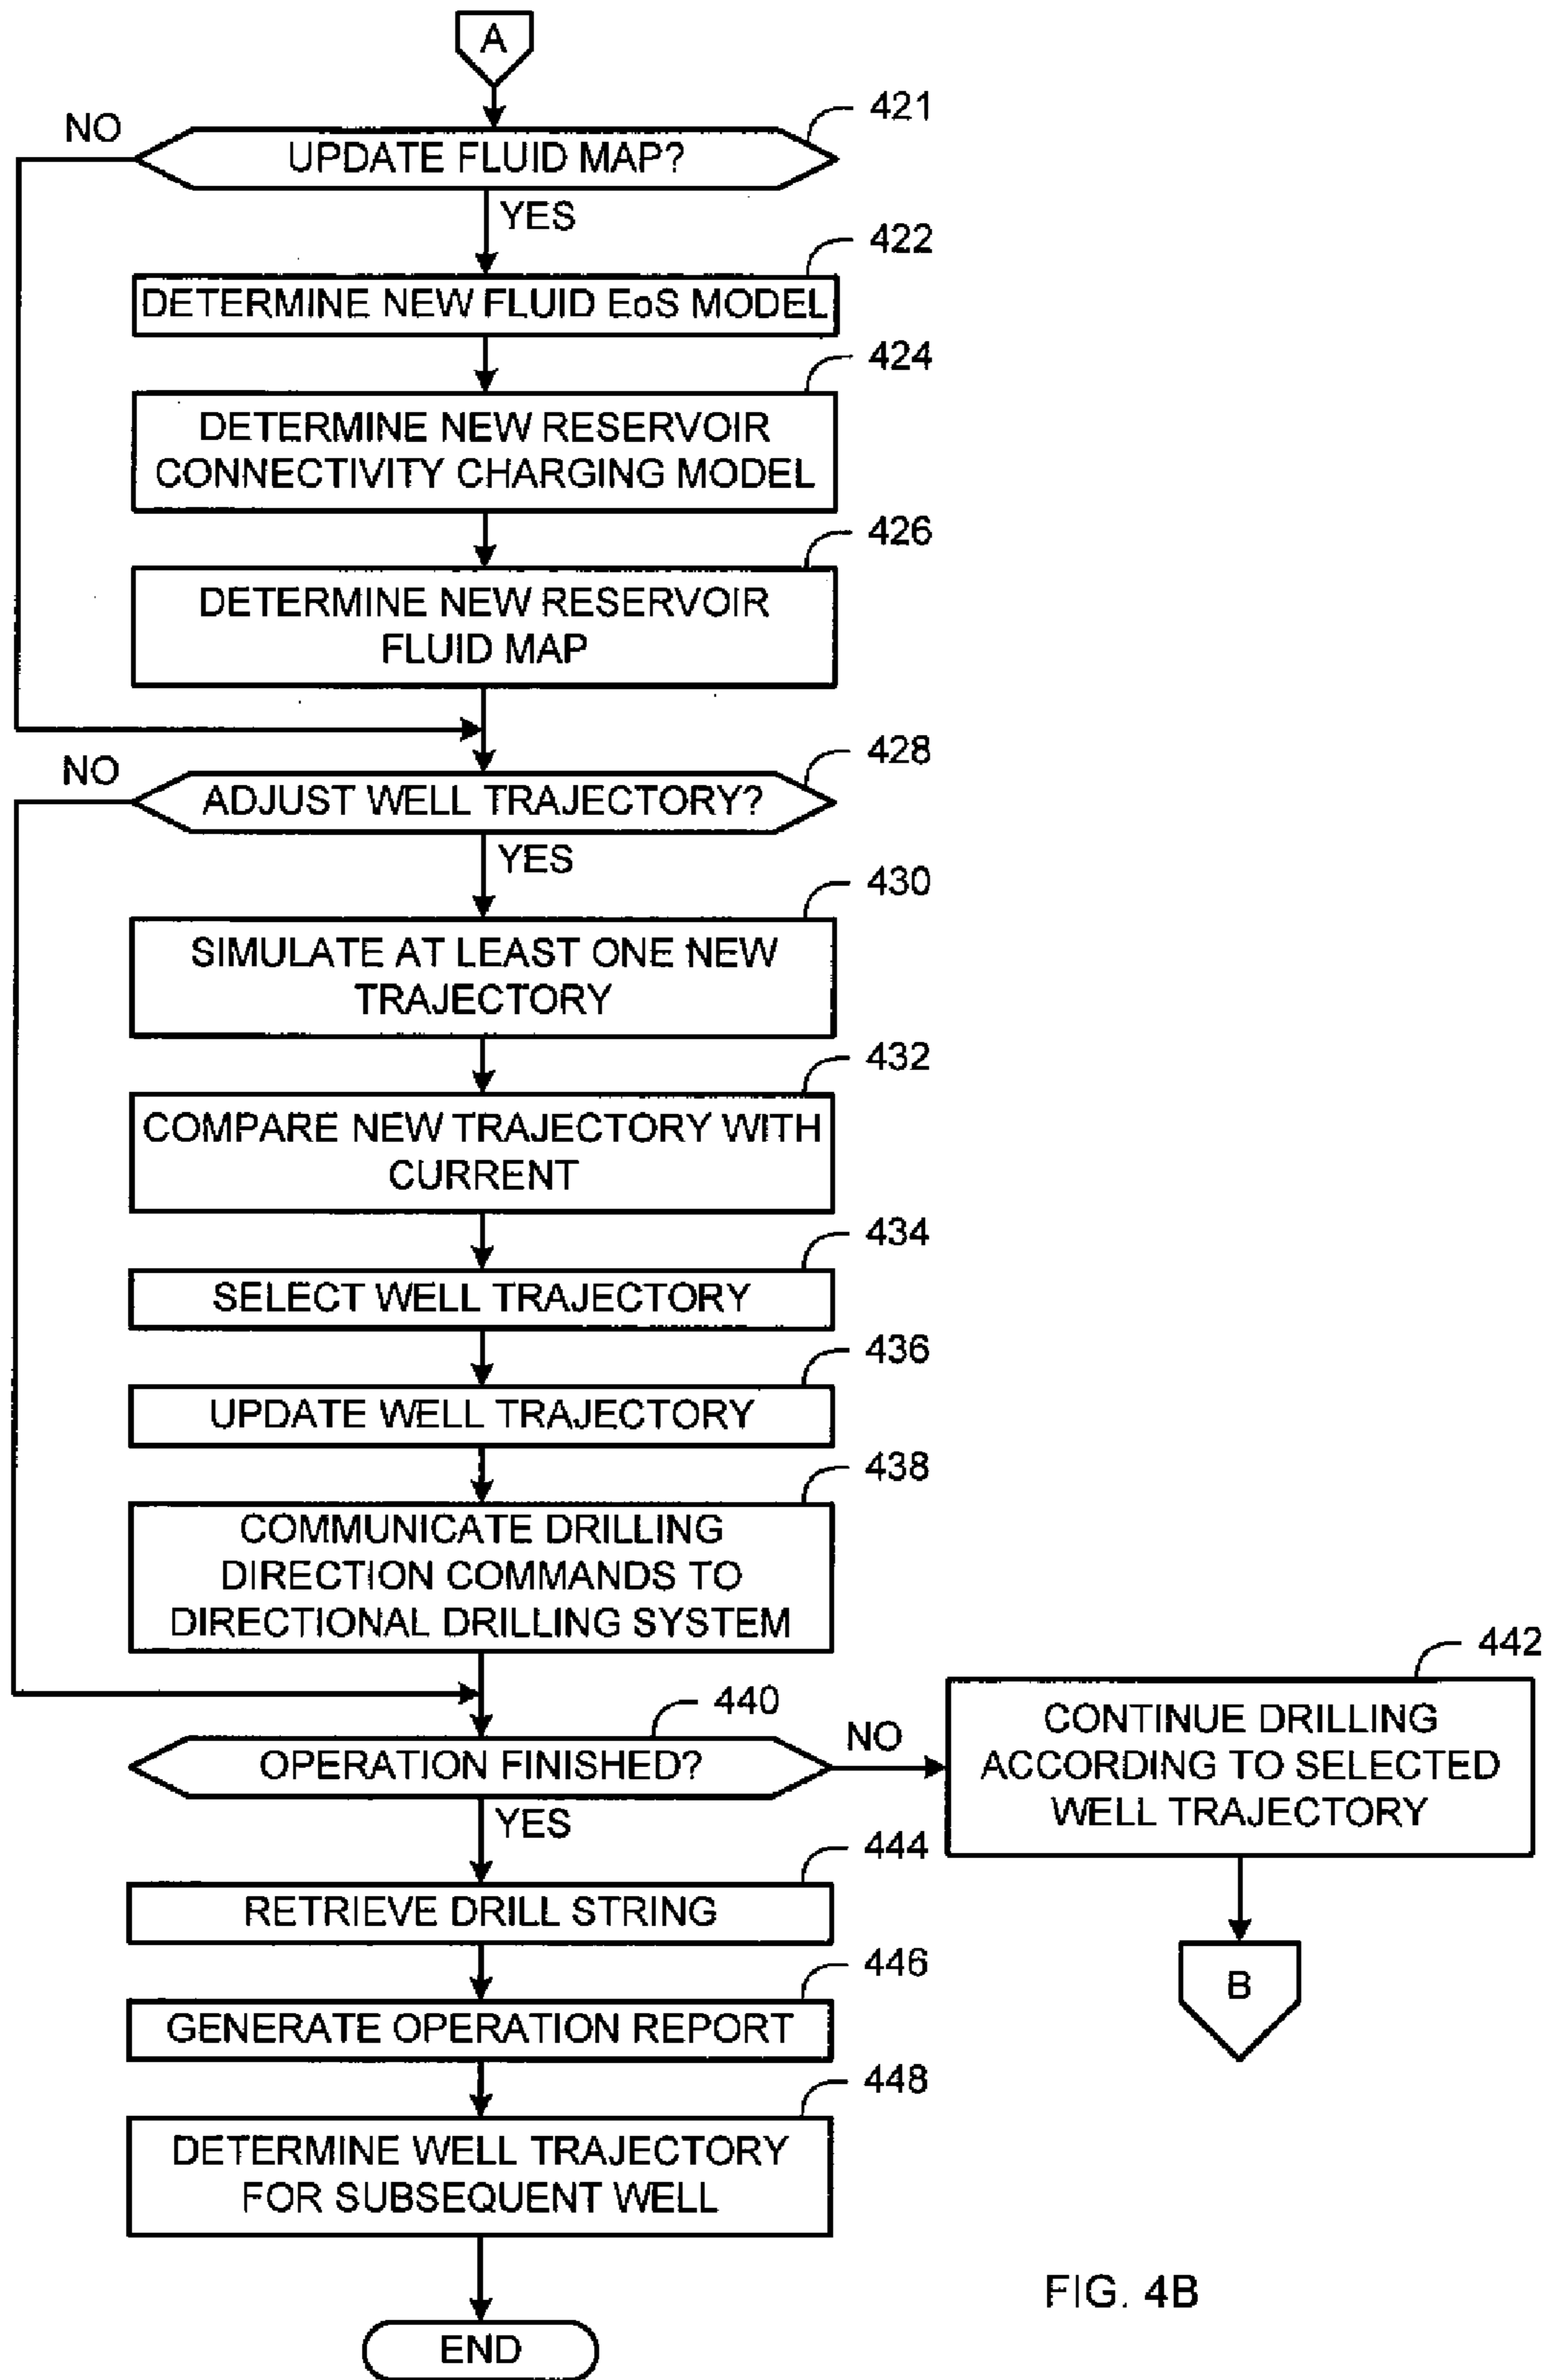 A
421
NO
UPDATE FLUID MAP?
YES
422
DETERMINE NEW FLUID EoS MODEL
424
DETERMINE NEW RESERVOIR
CONNECTIVITY CHARGING MODEL
426
DETERMINE NEW RESERVOIR
FLUID MAP
428
NO
ADJUST WELL TRAJECTORY?
YES
430
SIMULATE AT LEAST ONE NEW
TRAJECTORY
432
COMPARE NEW TRAJECTORY WITH
CURRENT
434
SELECT WELL TRAJECTORY
436
UPDATE WELL TRAJECTORY
438
COMMUNICATE DRILLING
DIRECTION COMMANDS TO
DIRECTIONAL DRILLING SYSTEM
440
OPERATION FINISHED?
NO
442
CONTINUE DRILLING
ACCORDING TO SELECTED
WELL TRAJECTORY
B
YES
444
RETRIEVE DRILL STRING
446
GENERATE OPERATION REPORT
448
DETERMINE WELL TRAJECTORY
FOR SUBSEQUENT WELL
END
FIG. 4B